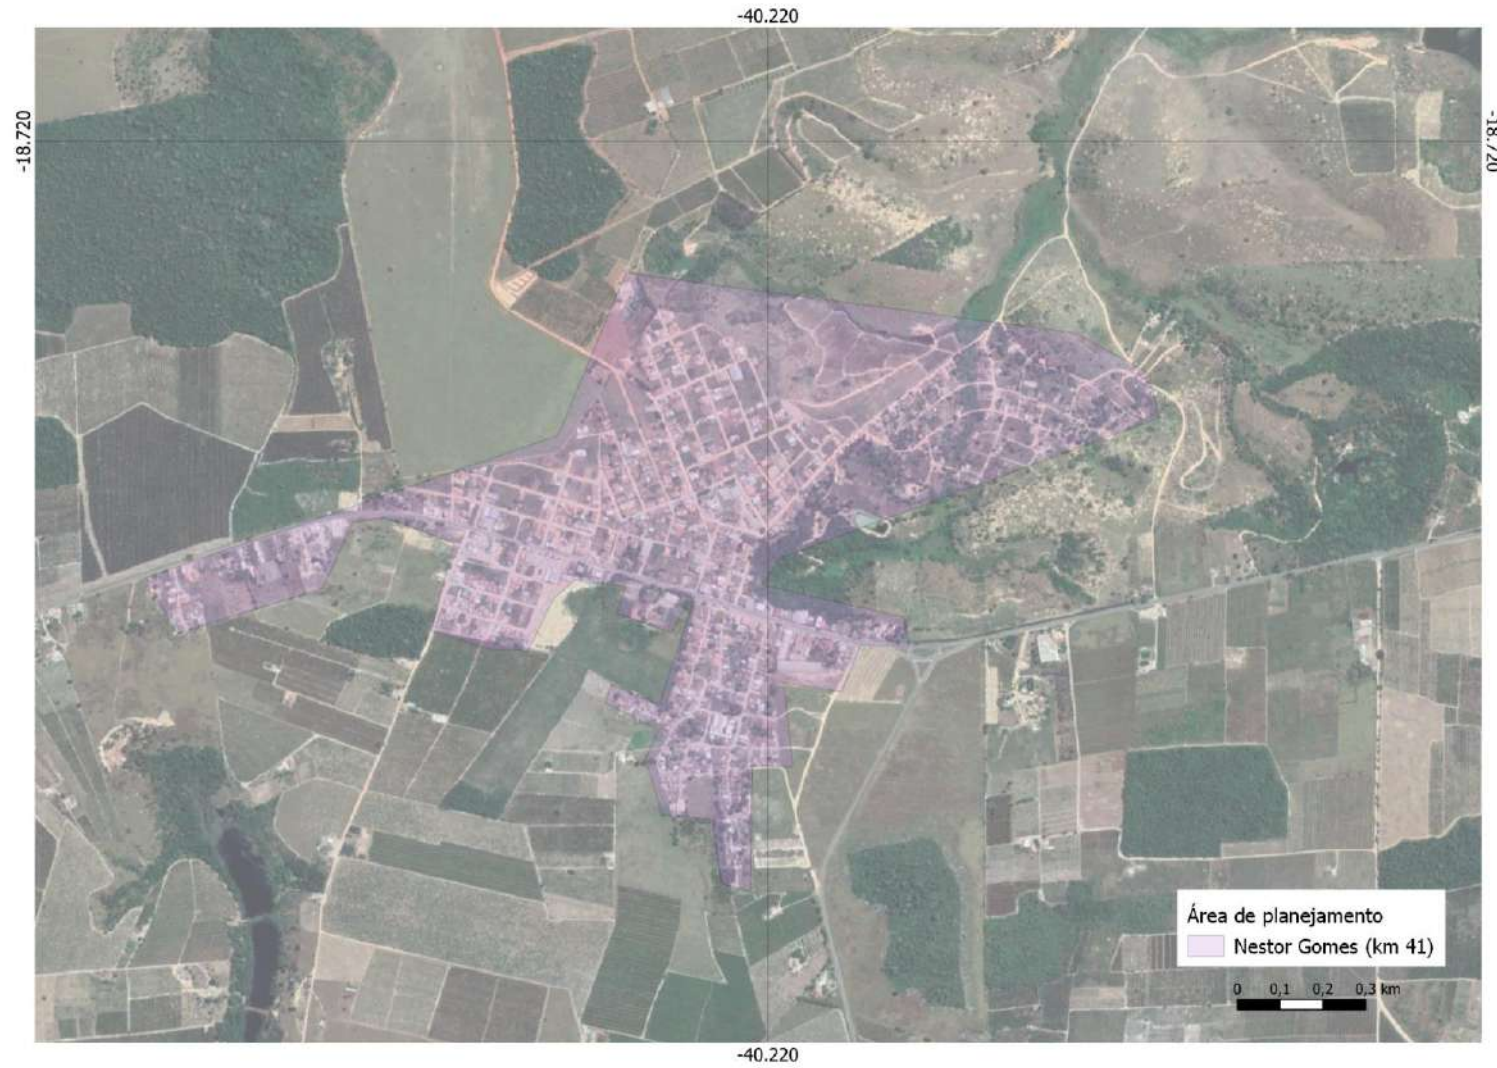 -40.220
-18.720
-18.720
Área de planejamento
Nestor Gomes (km 41)
0 0,1 0,2 0,3 km
-40.220